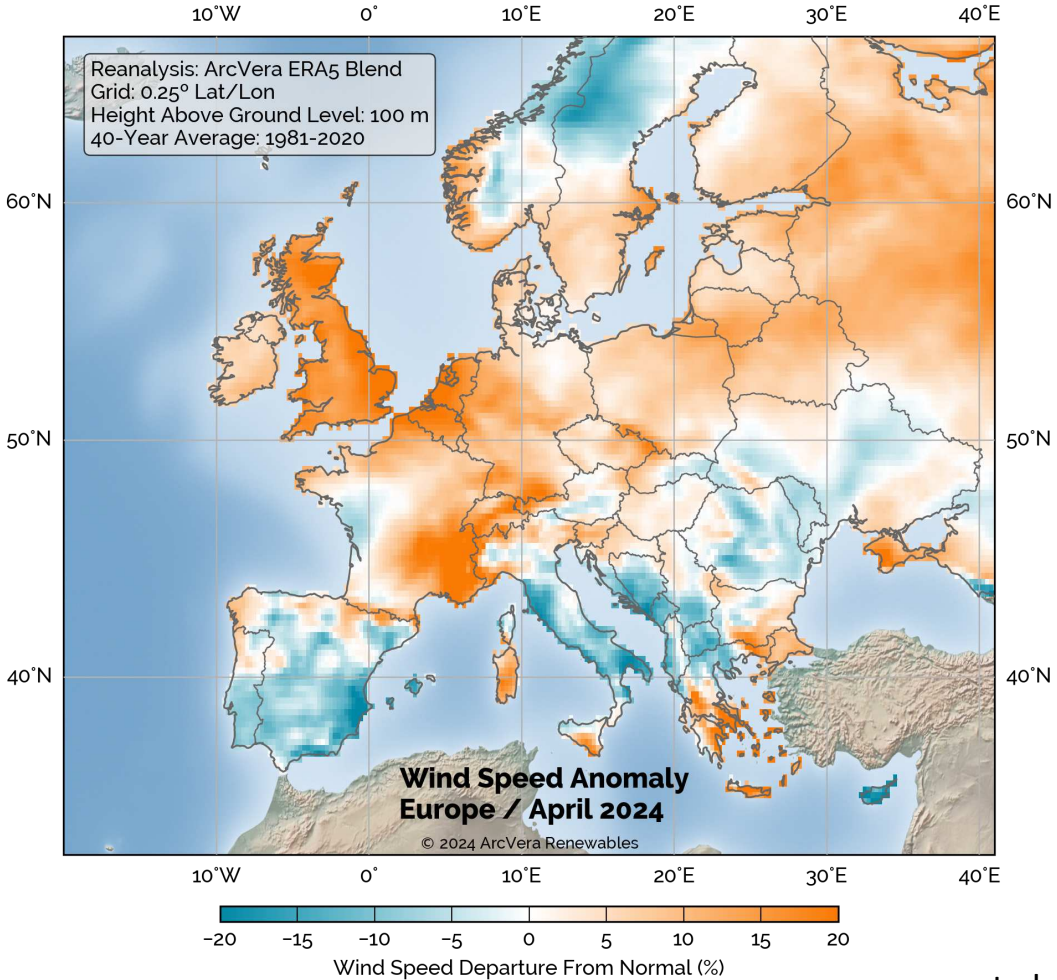 10°W 0° 10°E 20°E 30°E 40°E
Reanalysis: ArcVera ERA5 Blend
Grid: 0.25º Lat/Lon
Height Above Ground Level: 100 m
40-Year Average: 1981-2020
60°N 60°N
50°N 50°N
40°N 40°N
Wind Speed Anomaly
Europe / April 2024
© 2024 ArcVera Renewables
10°W 0° 10°E 20°E 30°E 40°E
−20 −15 −10 −5 0 5 10 15 20
Wind Speed Departure From Normal (%)